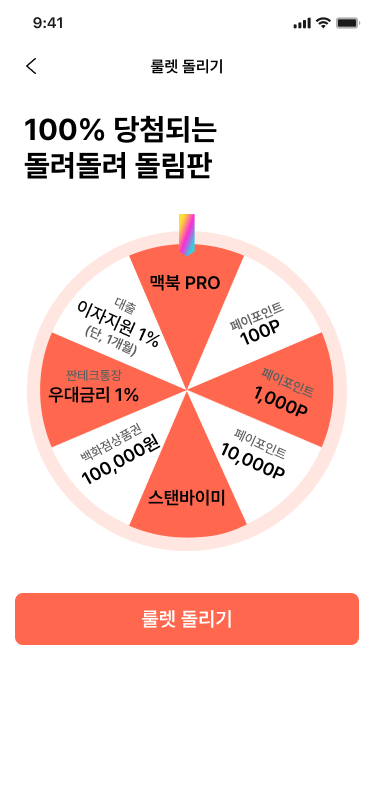 9:41
룰렛 돌리기
100% 당첨되는
돌려돌려 돌림판
맥북 PRO
페이포인트
100P
페이포인트
1,000P
페이포인트
10,000P
스탠바이미
백화점상품권
100,000원
짠테크통장
우대금리 1%
대출
이자지원 1%
(단, 1개월)
룰렛 돌리기